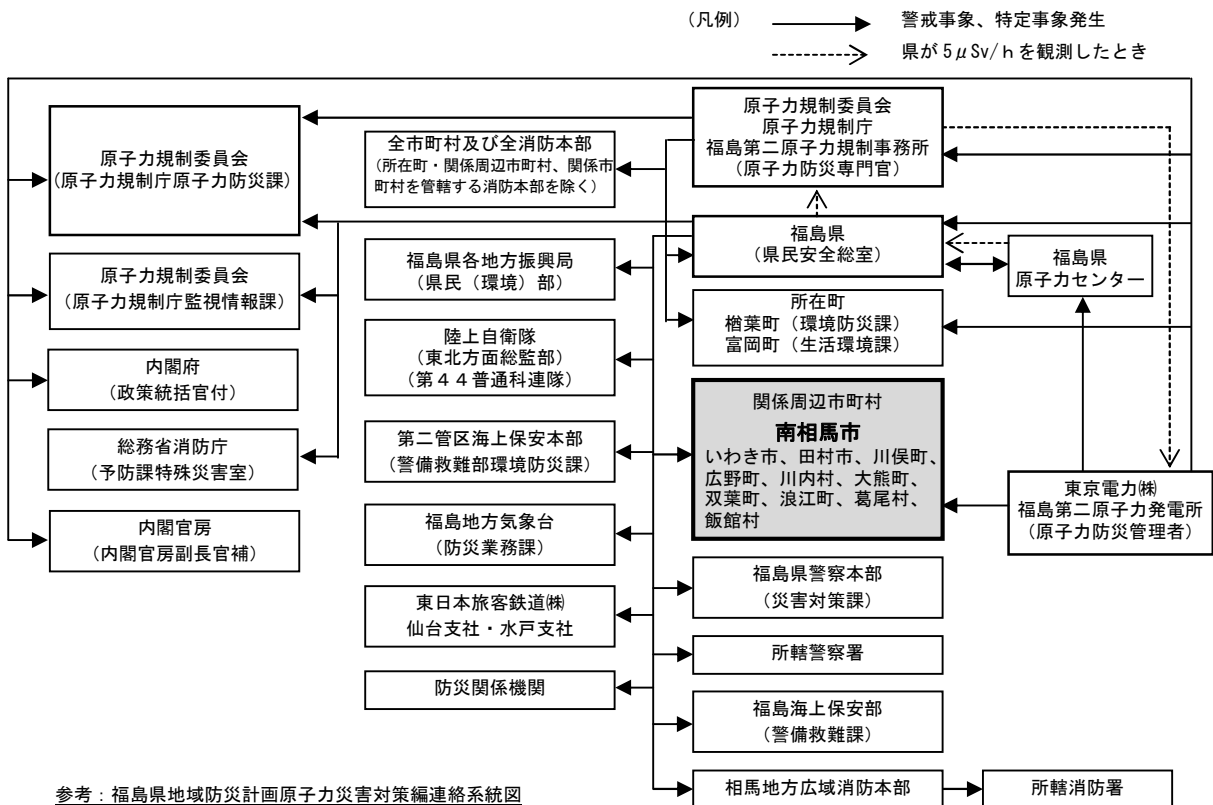 (凡例)
警戒事象、特定事象発生
県が5μSv/hを観測したとき
原子力規制委員会
(原子力規制庁原子力防災課)
原子力規制委員会
(原子力規制庁監視情報課)
内閣府
(政策統括官付)
総務省消防庁
(予防課特殊災害室)
内閣官房
(内閣官房副長官補)
全市町村及び全消防本部
(所在町・関係周辺市町村、関係市
町村を管轄する消防本部を除く)
福島県各地方振興局
(県民(環境)部)
陸上自衛隊
(東北方面総監部)
(第44普通科連隊)
第二管区海上保安本部
(警備救難部環境防災課)
福島地方気象台
(防災業務課)
東日本旅客鉄道㈱
仙台支社・水戸支社
防災関係機関
原子力規制委員会
原子力規制庁
福島第二原子力規制事務所
(原子力防災専門官)
福島県
(県民安全総室)
所在町
楢葉町(環境防災課)
富岡町(生活環境課)
関係周辺市町村
南相馬市
いわき市、田村市、川俣町、
広野町、川内村、大熊町、
双葉町、浪江町、葛尾村、
飯館村
福島県警察本部
(災害対策課)
所轄警察署
福島海上保安部
(警備救難課)
相馬地方広域消防本部
所轄消防署
福島県
原子力センター
東京電力㈱
福島第二原子力発電所
(原子力防災管理者)
参考:福島県地域防災計画原子力災害対策編連絡系統図